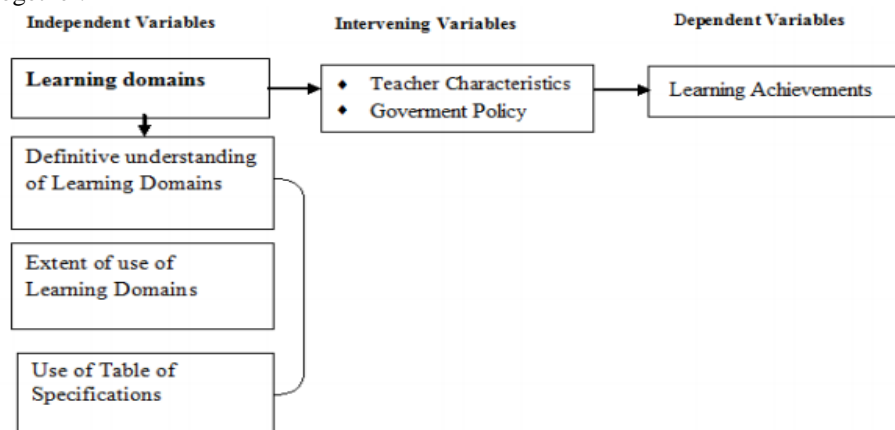 Independent Variables
Intervening Variables
Dependent Variables
Learning domains
◆ Teacher Characteristics
◆ Goverment Policy
Learning Achievements
Definitive understanding
of Learning Domains
Extent of use of
Learning Domains
Use of Table of
Specifications